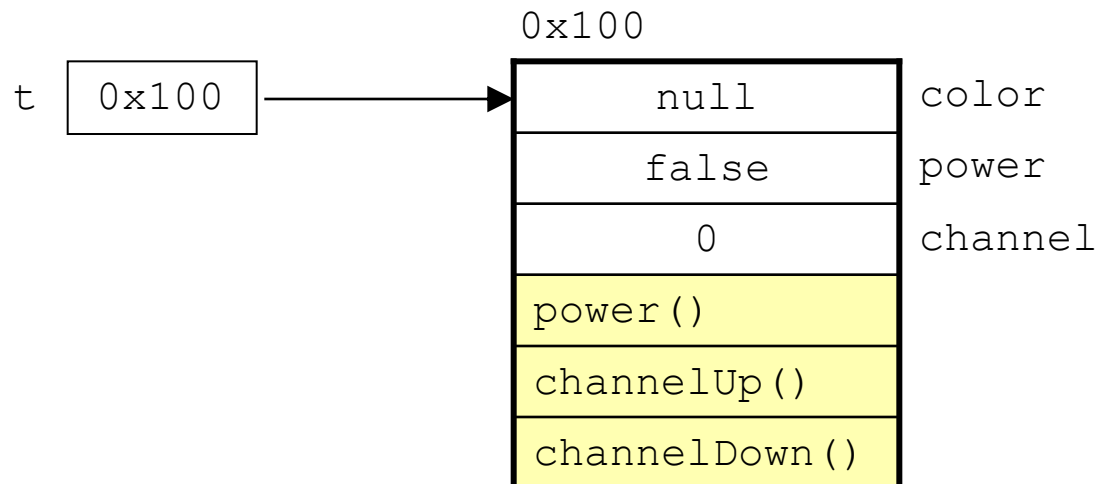 0x100
t 0x100 null color
false power
0 channel
power()
channelUp()
channelDown()